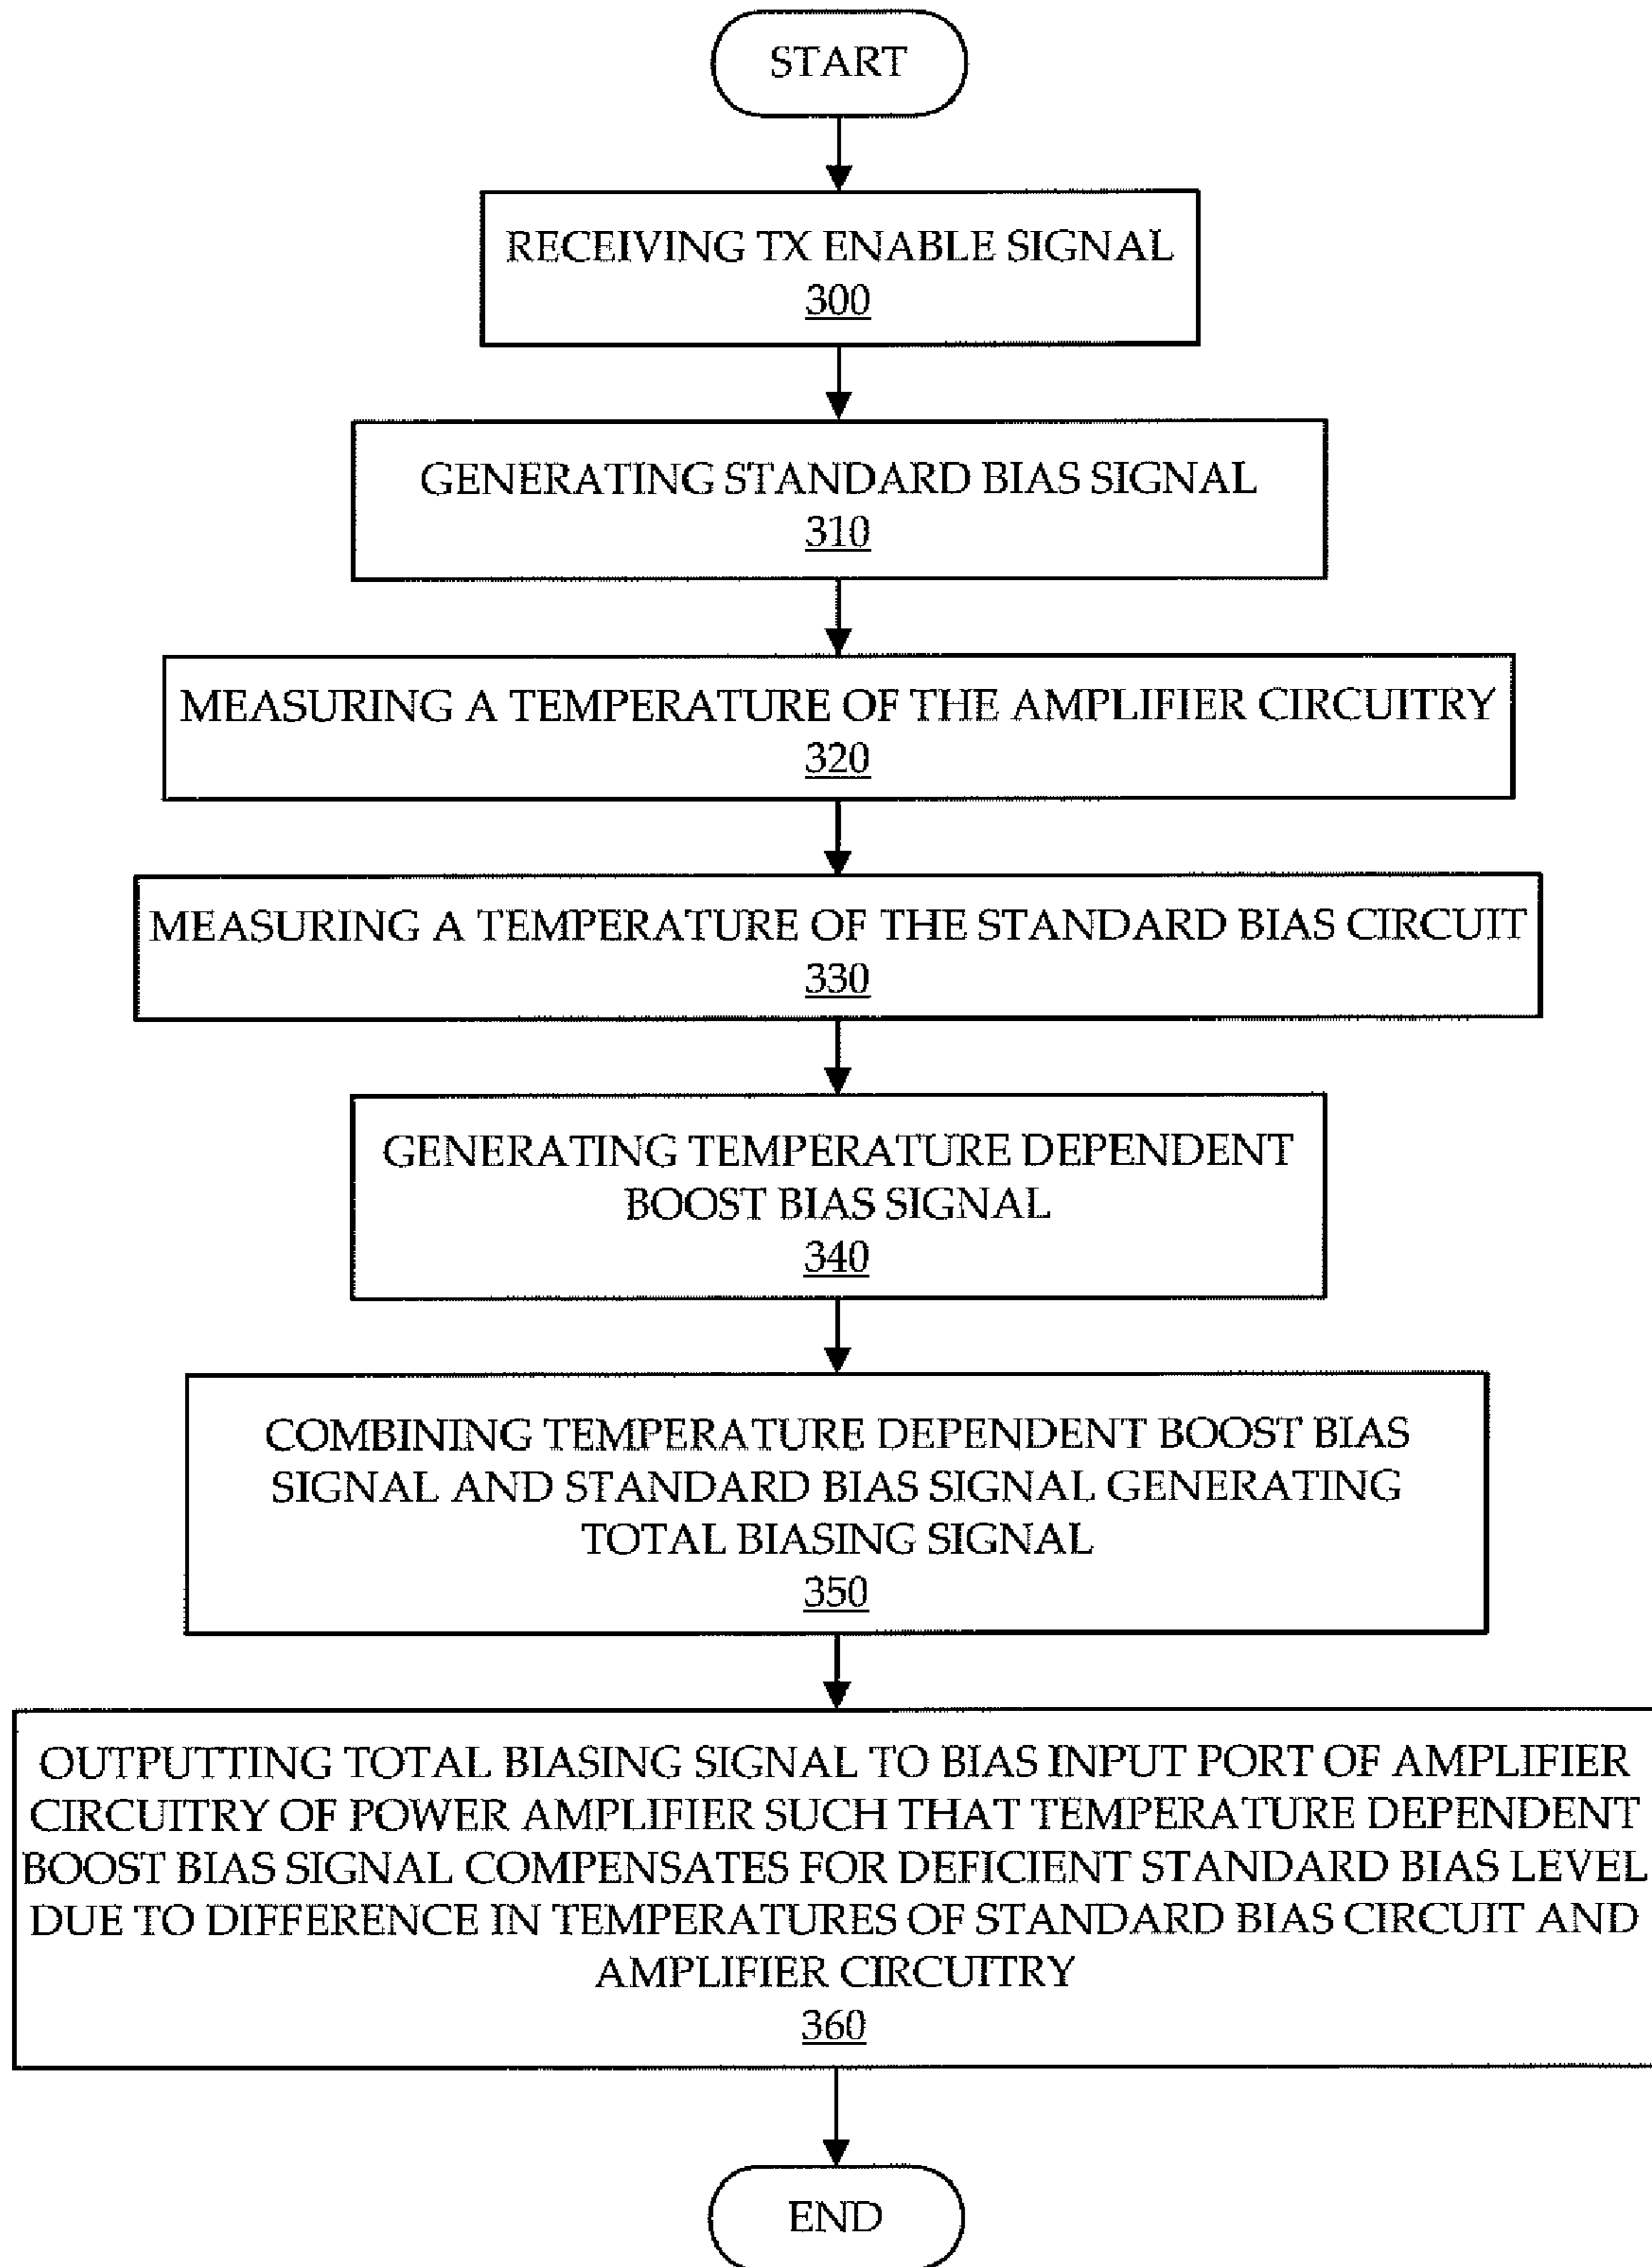 START
RECEIVING TX ENABLE SIGNAL
300
GENERATING STANDARD BIAS SIGNAL
310
MEASURING A TEMPERATURE OF THE AMPLIFIER CIRCUITRY
320
MEASURING A TEMPERATURE OF THE STANDARD BIAS CIRCUIT
330
GENERATING TEMPERATURE DEPENDENT
BOOST BIAS SIGNAL
340
COMBINING TEMPERATURE DEPENDENT BOOST BIAS
SIGNAL AND STANDARD BIAS SIGNAL GENERATING
TOTAL BIASING SIGNAL
350
OUTPUTTING TOTAL BIASING SIGNAL TO BIAS INPUT PORT OF AMPLIFIER
CIRCUITRY OF POWER AMPLIFIER SUCH THAT TEMPERATURE DEPENDENT
BOOST BIAS SIGNAL COMPENSATES FOR DEFICIENT STANDARD BIAS LEVEL
DUE TO DIFFERENCE IN TEMPERATURES OF STANDARD BIAS CIRCUIT AND
AMPLIFIER CIRCUITRY
360
END